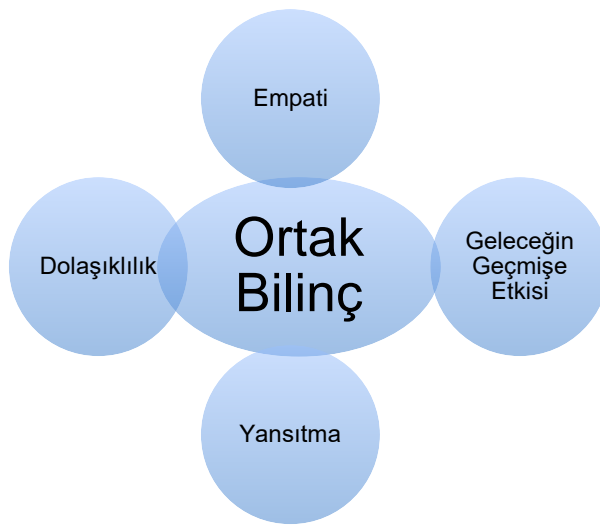 Empati
Dolaşıklılık
Ortak
Bilinç
Geleceğin
Geçmişe
Etkisi
Yansıtma